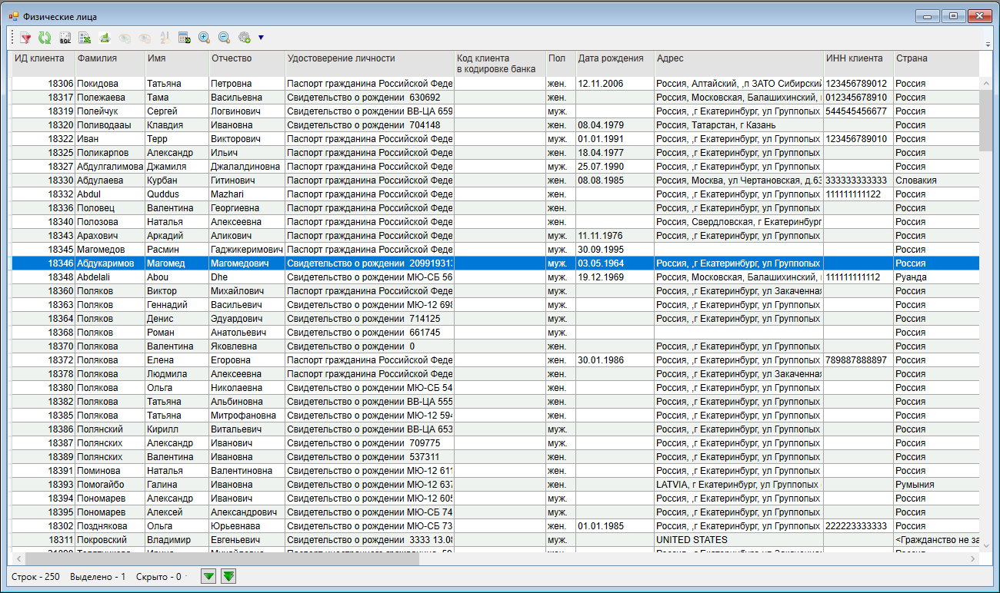 Физические лица
SQL
ИД клиента Фамилия Имя Отчество Удостоверение личности Код клиента в кодировке банка Пол Дата рождения Адрес ИНН клиента Страна
18306 Покидова Татьяна Петровна Паспорт гражданина Российской Феде жен. 12.11.2006 Россия, Алтайский, ,п ЗАТО Сибирский 123456789012 Россия
18317 Полежаева Тама Васильевна Свидетельство о рождении 630692 жен. Россия, Московская, Балашихинский, 012345678910 Россия
18319 Полейчук Сергей Логвинович Свидетельство о рождении ВВ-ЦА 659 муж. Россия, ,г Екатеринбург, ул Группопых 544545456677 Россия
18320 Поливодааы Клавдия Ивановна Свидетельство о рождении 704148 жен. 08.04.1979 Россия, Татарстан, г Казань Россия
18322 Иван Терр Викторович Паспорт гражданина Российской Феде муж. 01.01.1991 Россия, ,г Екатеринбург, ул Группопых 123456789010 Россия
18325 Поликарпов Александр Ильич Паспорт гражданина Российской Феде жен. 18.04.1977 Россия, ,г Екатеринбург, ул Группопых Россия
18327 Абдулгалимова Джамиля Джалалдиновна Паспорт гражданина Российской Феде муж. 25.07.1990 Россия, ,г Екатеринбург, ул Группопых Россия
18330 Абдулаева Курбан Гитинович Паспорт гражданина Российской Феде жен. 08.08.1985 Россия, Москва, ул Чертановская, д.63 333333333333 Словакия
18332 Abdul Quddus Mazhari Паспорт гражданина Российской Феде жен. Россия, ,г Екатеринбург, ул Группопых 111111111122 Россия
18336 Половец Валентина Георгиевна Паспорт гражданина Российской Феде жен. Россия, ,г Екатеринбург, ул Группопых Россия
18340 Полозова Наталья Алексеевна Паспорт гражданина Российской Феде жен. Россия, Свердловская, г Екатеринбург Россия
18343 Арахович Аркадий Аликович Паспорт гражданина Российской Феде муж. 11.11.1976 Россия, ,г Екатеринбург, ул Группопых Россия
18345 Магомедов Расмин Гаджикеримович Паспорт гражданина Российской Феде муж. 30.09.1995 Россия
18346 Абдукаримов Магомед Магомедович Свидетельство о рождении 209919313 муж. 03.05.1964 Россия, ,г Екатеринбург, ул Группопых Россия
18348 Abdelali Abou Dhe Свидетельство о рождении МЮ-СБ 56 муж. 19.12.1969 Россия, Московская, Балашихинский, 111111111112 Руанда
18360 Поляков Виктор Михайлович Паспорт гражданина Российской Феде муж. Россия, ,г Екатеринбург, ул Закаченная Россия
18363 Поляков Геннадий Васильевич Свидетельство о рождении МЮ-12 698 муж. Россия, ,г Екатеринбург, ул Группопых Россия
18364 Поляков Денис Эдуардович Свидетельство о рождении 714125 муж. Россия, ,г Екатеринбург, ул Группопых Россия
18368 Поляков Роман Анатольевич Свидетельство о рождении 661745 муж. Россия
18370 Полякова Валентина Яковлевна Свидетельство о рождении 0 жен. Россия, ,г Екатеринбург, ул Группопых Россия
18372 Полякова Елена Егоровна Паспорт гражданина Российской Феде жен. 30.01.1986 Россия, ,г Екатеринбург, ул Группопых 789887888897 Россия
18378 Полякова Людмила Алексеевна Паспорт гражданина Российской Феде жен. Россия, ,г Екатеринбург, ул Закаченная Россия
18380 Полякова Ольга Николаевна Свидетельство о рождении МЮ-СБ 54 жен. Россия, ,г Екатеринбург, ул Группопых Россия
18382 Полякова Татьяна Альбиновна Свидетельство о рождении ВВ-ЦА 555 жен. Россия, ,г Екатеринбург, ул Группопых Россия
18385 Полякова Татьяна Митрофановна Свидетельство о рождении МЮ-12 594 жен. Россия, ,г Екатеринбург, ул Группопых Россия
18386 Полянский Кирилл Витальевич Свидетельство о рождении ВВ-ЦА 653 муж. Россия, ,г Екатеринбург, ул Группопых Россия
18387 Полянских Александр Иванович Свидетельство о рождении 709775 муж. Россия, ,г Екатеринбург, ул Группопых Россия
18389 Полянских Валентина Ивановна Свидетельство о рождении 537311 жен. Россия, ,г Екатеринбург, ул Группопых Россия
18391 Поминова Наталья Валентиновна Свидетельство о рождении МЮ-12 611 жен. Россия, ,г Екатеринбург, ул Группопых Россия
18393 Помогайбо Галина Ивановна Свидетельство о рождении МЮ-12 637 жен. LATVIA, г Екатеринбург, ул Группопых Румыния
18394 Пономарев Александр Иванович Свидетельство о рождении МЮ-12 605 муж. Россия, ,г Екатеринбург, ул Группопых Россия
18395 Пономарев Алексей Александрович Свидетельство о рождении МЮ-СБ 74 муж. Россия, ,г Екатеринбург, ул Группопых Россия
18302 Позднякова Ольга Юрьевнава Свидетельство о рождении МЮ-СБ 73 жен. 01.01.1985 Россия, ,г Екатеринбург, ул Группопых 222223333333 Россия
18311 Покровский Владимир Евгеньевич Свидетельство о рождении 3333 13.08 муж. UNITED STATES <Гражданство не за
Строк - 250 Выделено - 1 Скрыто - 0